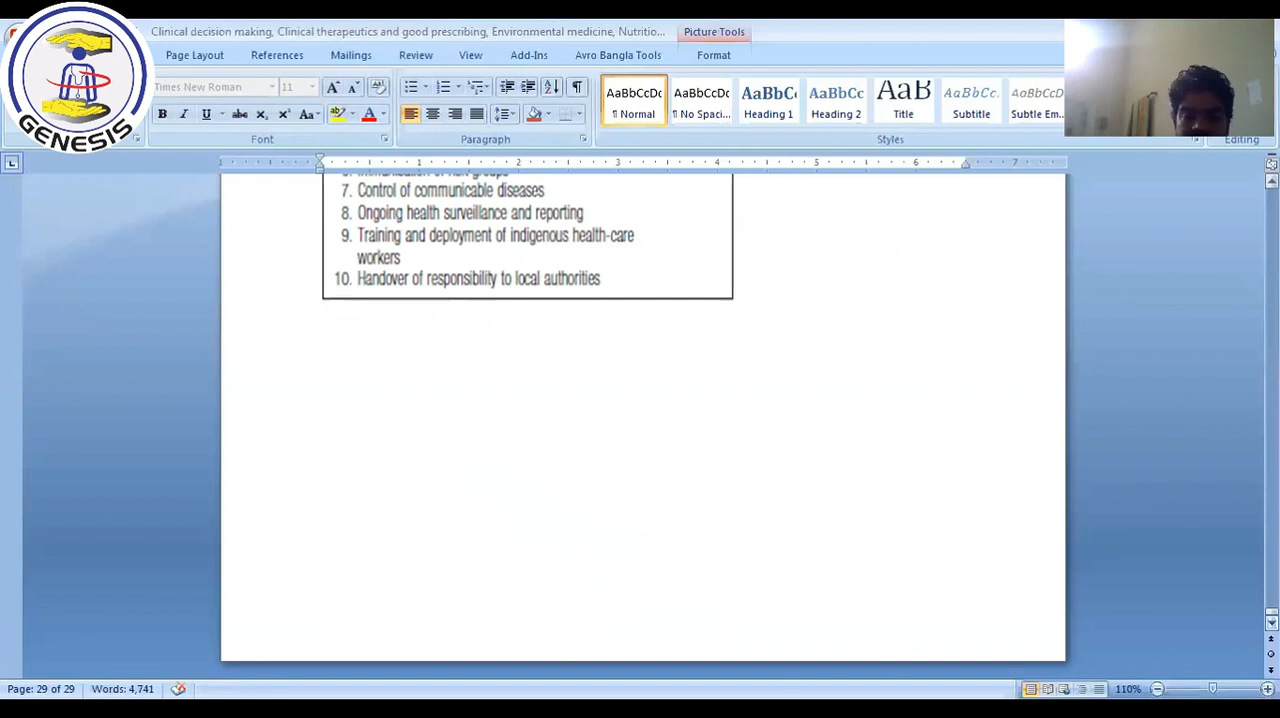 Clinical decision making, Clinical therapeutics and good prescribing, Environmental medicine, Nutritio...
Picture Tools
Page Layout
References
Mailings
Review
View
Add-Ins
Avro Bangla Tools
Format
Times New Roman
11
AaBbCcDc
¶ Normal
AaBbCcDc
¶ No Spaci...
AaBbC
Heading 1
AaBbCc
Heading 2
AaB
Title
AaBbCc.
Subtitle
AaBbCcDc
Subtle Em...
Font
Paragraph
Styles
Editing
GENESIS
7. Control of communicable diseases
8. Ongoing health surveillance and reporting
9. Training and deployment of indigenous health-care
workers
10. Handover of responsibility to local authorities
Page: 29 of 29
Words: 4,741
110%